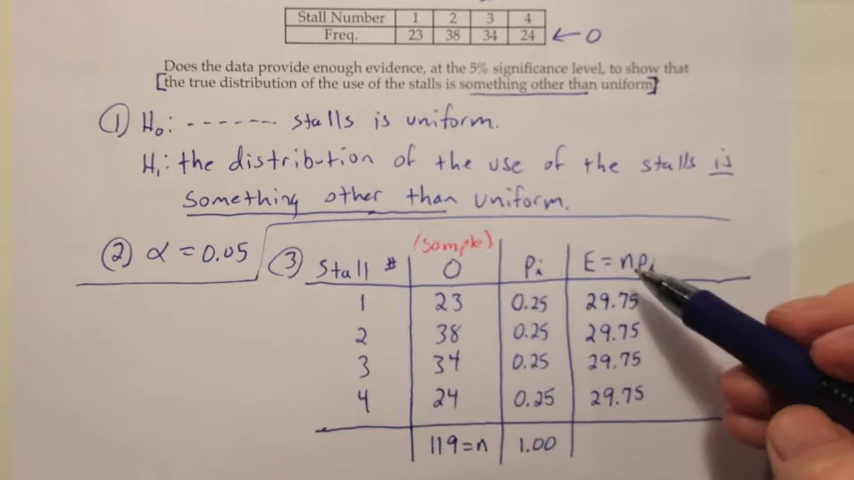 Stall Number 1 2 3 4
Freq. 23 38 34 24 ← O
Does the data provide enough evidence, at the 5% significance level, to show that
[the true distribution of the use of the stalls is something other than uniform]
① H₀: ------- stalls is uniform.
H₁: the distribution of the use of the stalls is
something other than uniform.
② α = 0.05
(sample)
③ Stall # O Pᵢ E = npᵢ
1 23 0.25 29.75
2 38 0.25 29.75
3 34 0.25 29.75
4 24 0.25 29.75
119=n 1.00